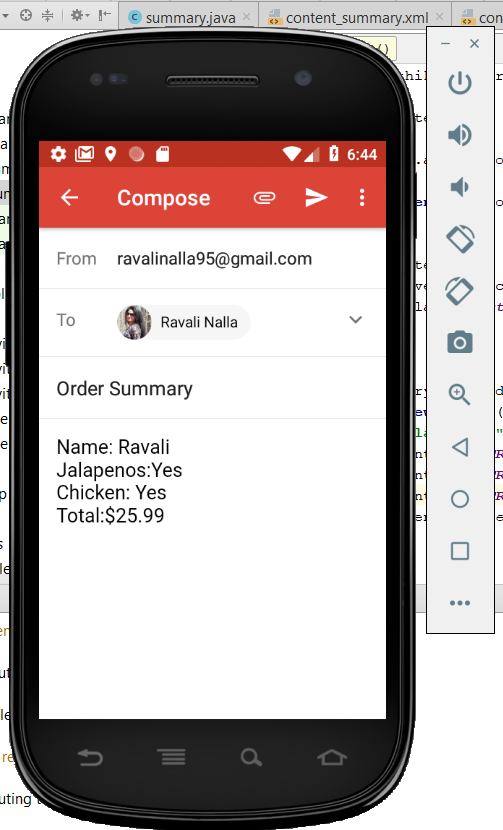 summary.java
content_summary.xml
con
6:44
Compose
From ravalinalla95@gmail.com
To Ravali Nalla
Order Summary
Name: Ravali
Jalapenos:Yes
Chicken: Yes
Total:$25.99